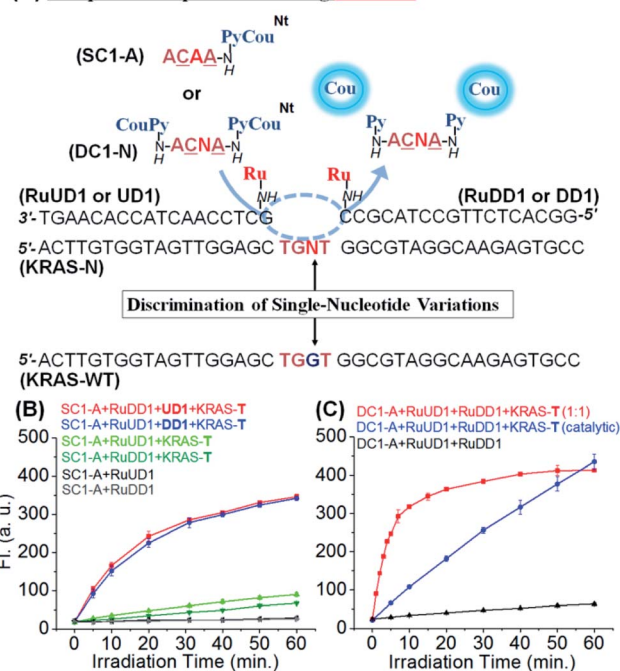 Nt
PyCou
(SC1-A) ACAA-N
H
or
Cou
Cou
CouPy PyCou Nt
N-ACNA-N
H H
(DC1-N)
Py Py
N-ACNA-N
H H
Ru Ru
NH NH
(RuUD1 or UD1) (RuDD1 or DD1)
3'-TGAACACCATCAACCTCG CCGCATCCGTTCTCACGG-5'
5'-ACTTGTGGTAGTTGGAGC TGNT GGCGTAGGCAAGAGTGCC
(KRAS-N)
Discrimination of Single-Nucleotide Variations
5'-ACTTGTGGTAGTTGGAGC TGGT GGCGTAGGCAAGAGTGCC
(KRAS-WT)
(B) SC1-A+RuDD1+UD1+KRAS-T
SC1-A+RuUD1+DD1+KRAS-T
SC1-A+RuUD1+KRAS-T
SC1-A+RuDD1+KRAS-T
SC1-A+RuUD1
SC1-A+RuDD1
500
400
300
200
100
0
Fl. (a. u.)
0 10 20 30 40 50 60
Irradiation Time (min.)
(C) DC1-A+RuUD1+RuDD1+KRAS-T (1:1)
DC1-A+RuUD1+RuDD1+KRAS-T (catalytic)
DC1-A+RuUD1+RuDD1
500
400
300
200
100
0
0 10 20 30 40 50 60
Irradiation Time (min.)